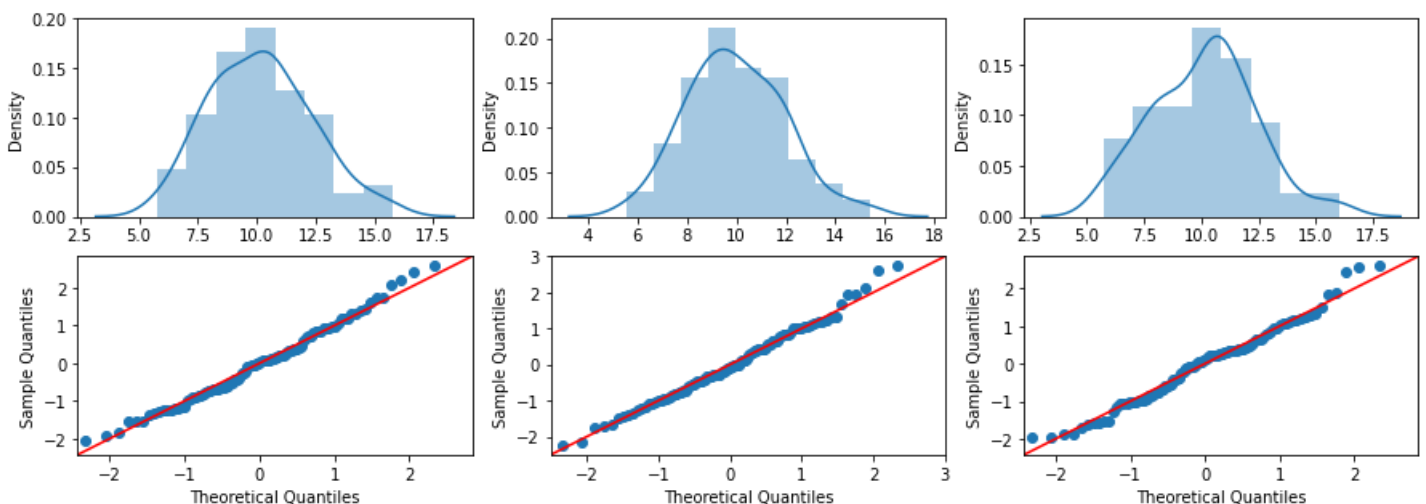 0.20
0.15
0.10
0.05
0.00
Density
2.5 5.0 7.5 10.0 12.5 15.0 17.5
0.20
0.15
0.10
0.05
0.00
Density
4 6 8 10 12 14 16 18
0.15
0.10
0.05
0.00
Density
2.5 5.0 7.5 10.0 12.5 15.0 17.5
2
1
0
−1
−2
Sample Quantiles
−2 −1 0 1 2
Theoretical Quantiles
3
2
1
0
−1
−2
Sample Quantiles
−2 −1 0 1 2 3
Theoretical Quantiles
2
1
0
−1
−2
Sample Quantiles
−2 −1 0 1 2
Theoretical Quantiles